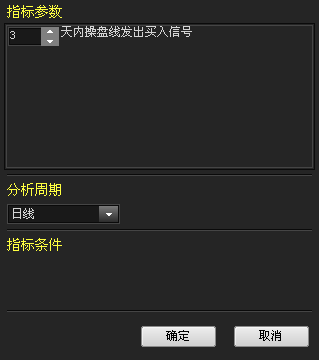 指标参数
3 天内操盘线发出买入信号
分析周期
日线
指标条件
确定 取消